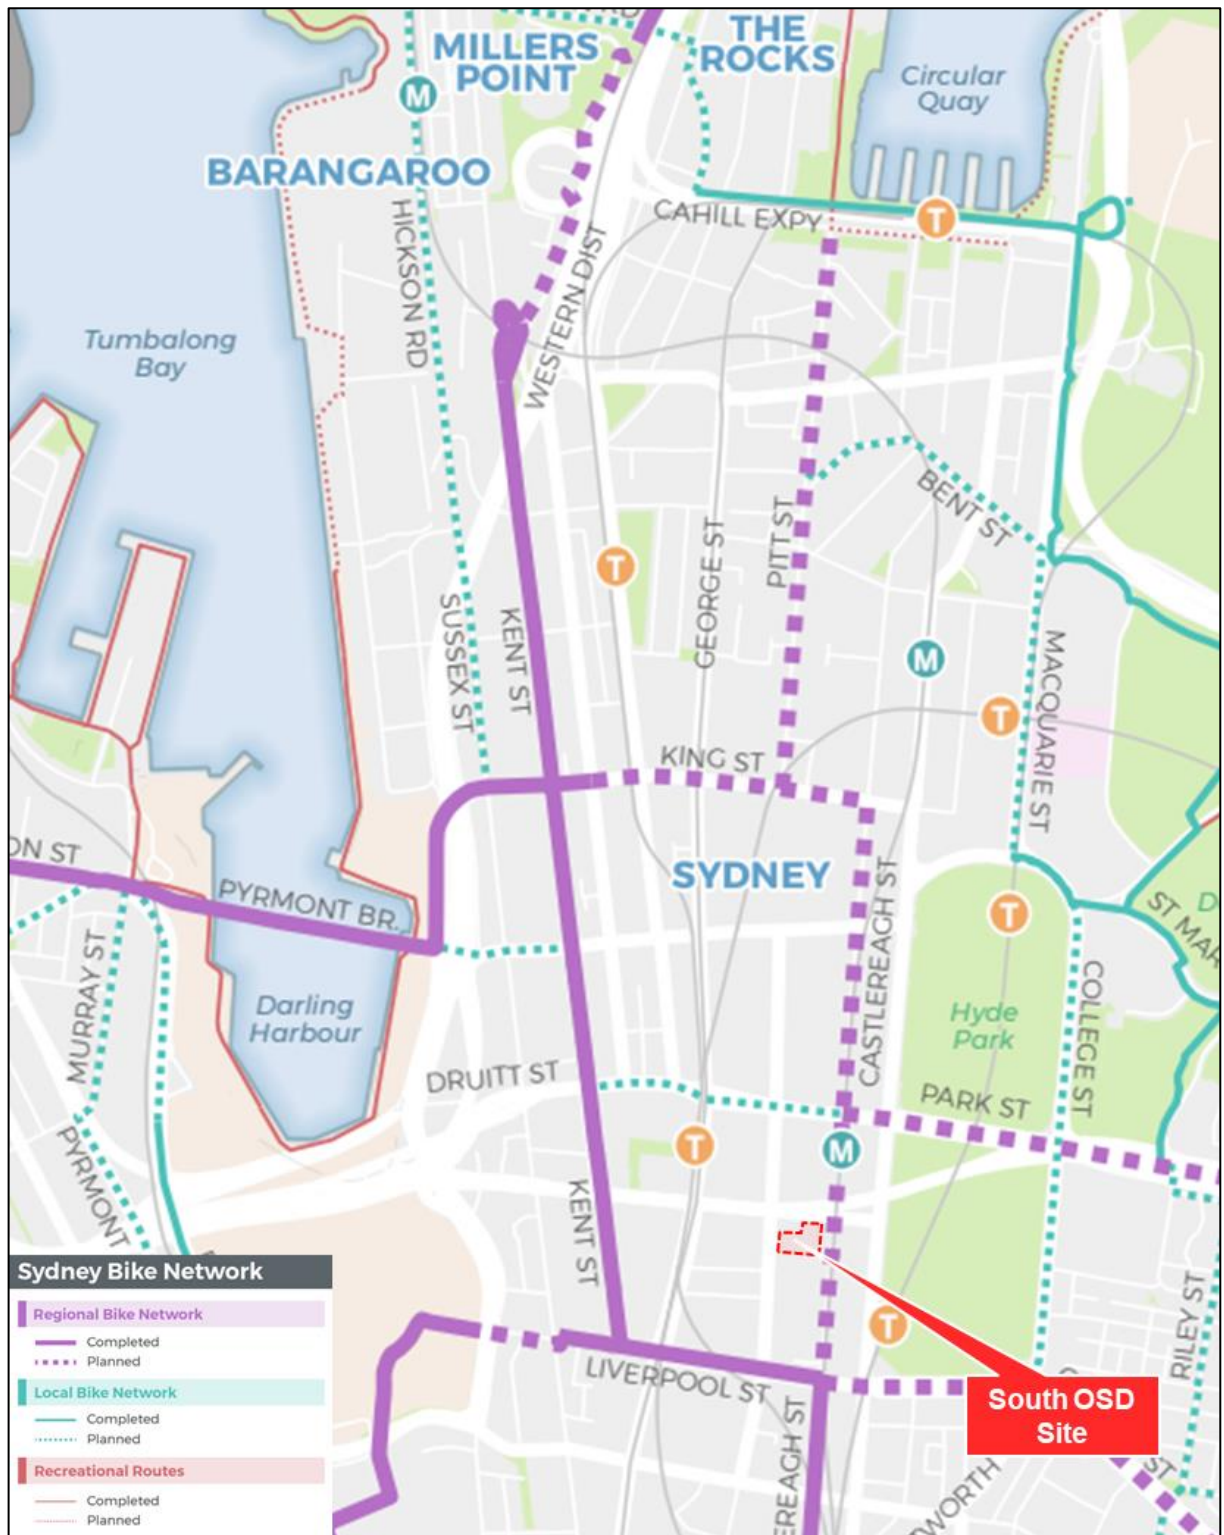 MILLERS
POINT
THE
ROCKS
Circular
Quay
M
BARANGAROO
CAHILL EXPY
T
HICKSON RD
WESTERN DIST
Tumbalong
Bay
BENT ST
PITT ST
GEORGE ST
T
SUSSEX ST
KENT ST
M
MACQUARIE ST
T
KING ST
ON ST
SYDNEY
PYRMONT BR.
CASTLEREAGH ST
T
ST MAR
D
MURRAY ST
Darling
Harbour
Hyde
Park
COLLEGE ST
DRUITT ST
PARK ST
PYRMONT
T
M
KENT ST
Sydney Bike Network
Regional Bike Network
Completed
Planned
Local Bike Network
Completed
Planned
Recreational Routes
Completed
Planned
T
RILEY ST
LIVERPOOL ST
South OSD
Site
EREAGH ST
WORTH
ST